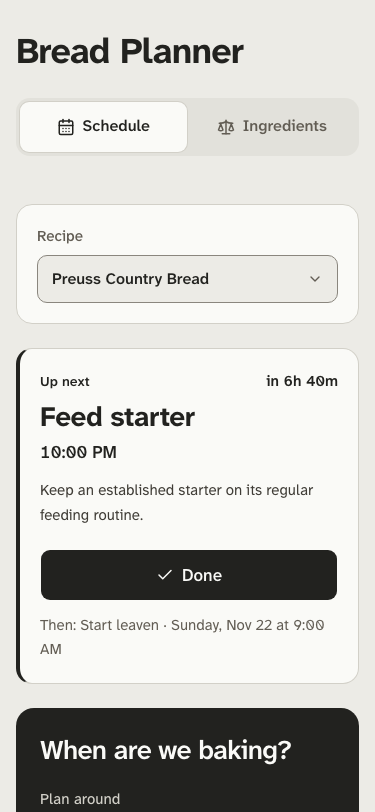 Bread Planner
Schedule
Ingredients
Recipe
Preuss Country Bread
Up next
in 6h 40m
Feed starter
10:00 PM
Keep an established starter on its regular
feeding routine.
Done
Then: Start leaven · Sunday, Nov 22 at 9:00
AM
When are we baking?
Plan around